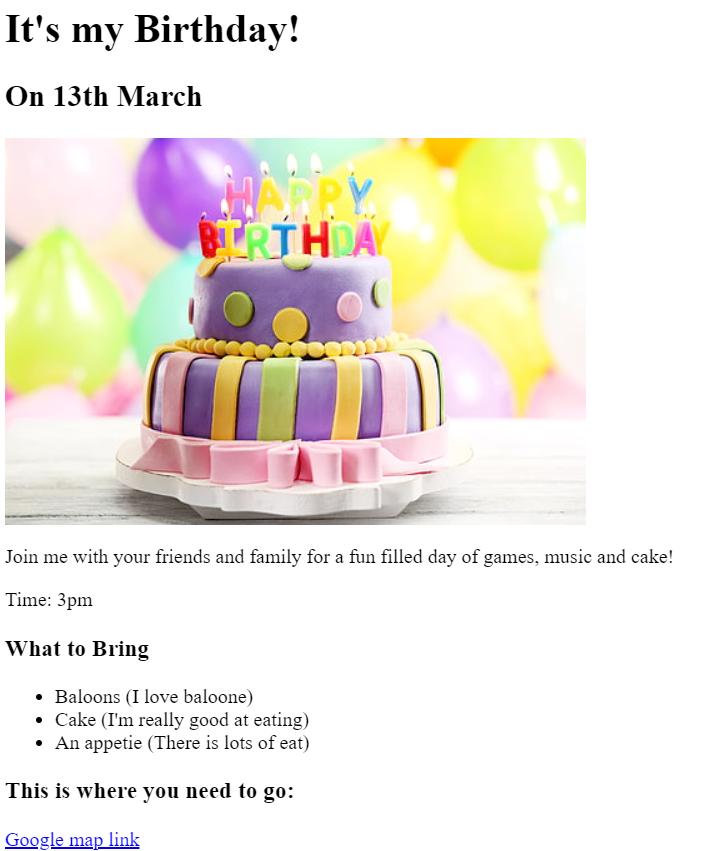 It's my Birthday!
On 13th March
HAPPY
BIRTHDAY
Join me with your friends and family for a fun filled day of games, music and cake!
Time: 3pm
What to Bring
Baloons (I love baloone)
Cake (I'm really good at eating)
An appetie (There is lots of eat)
This is where you need to go:
Google map link